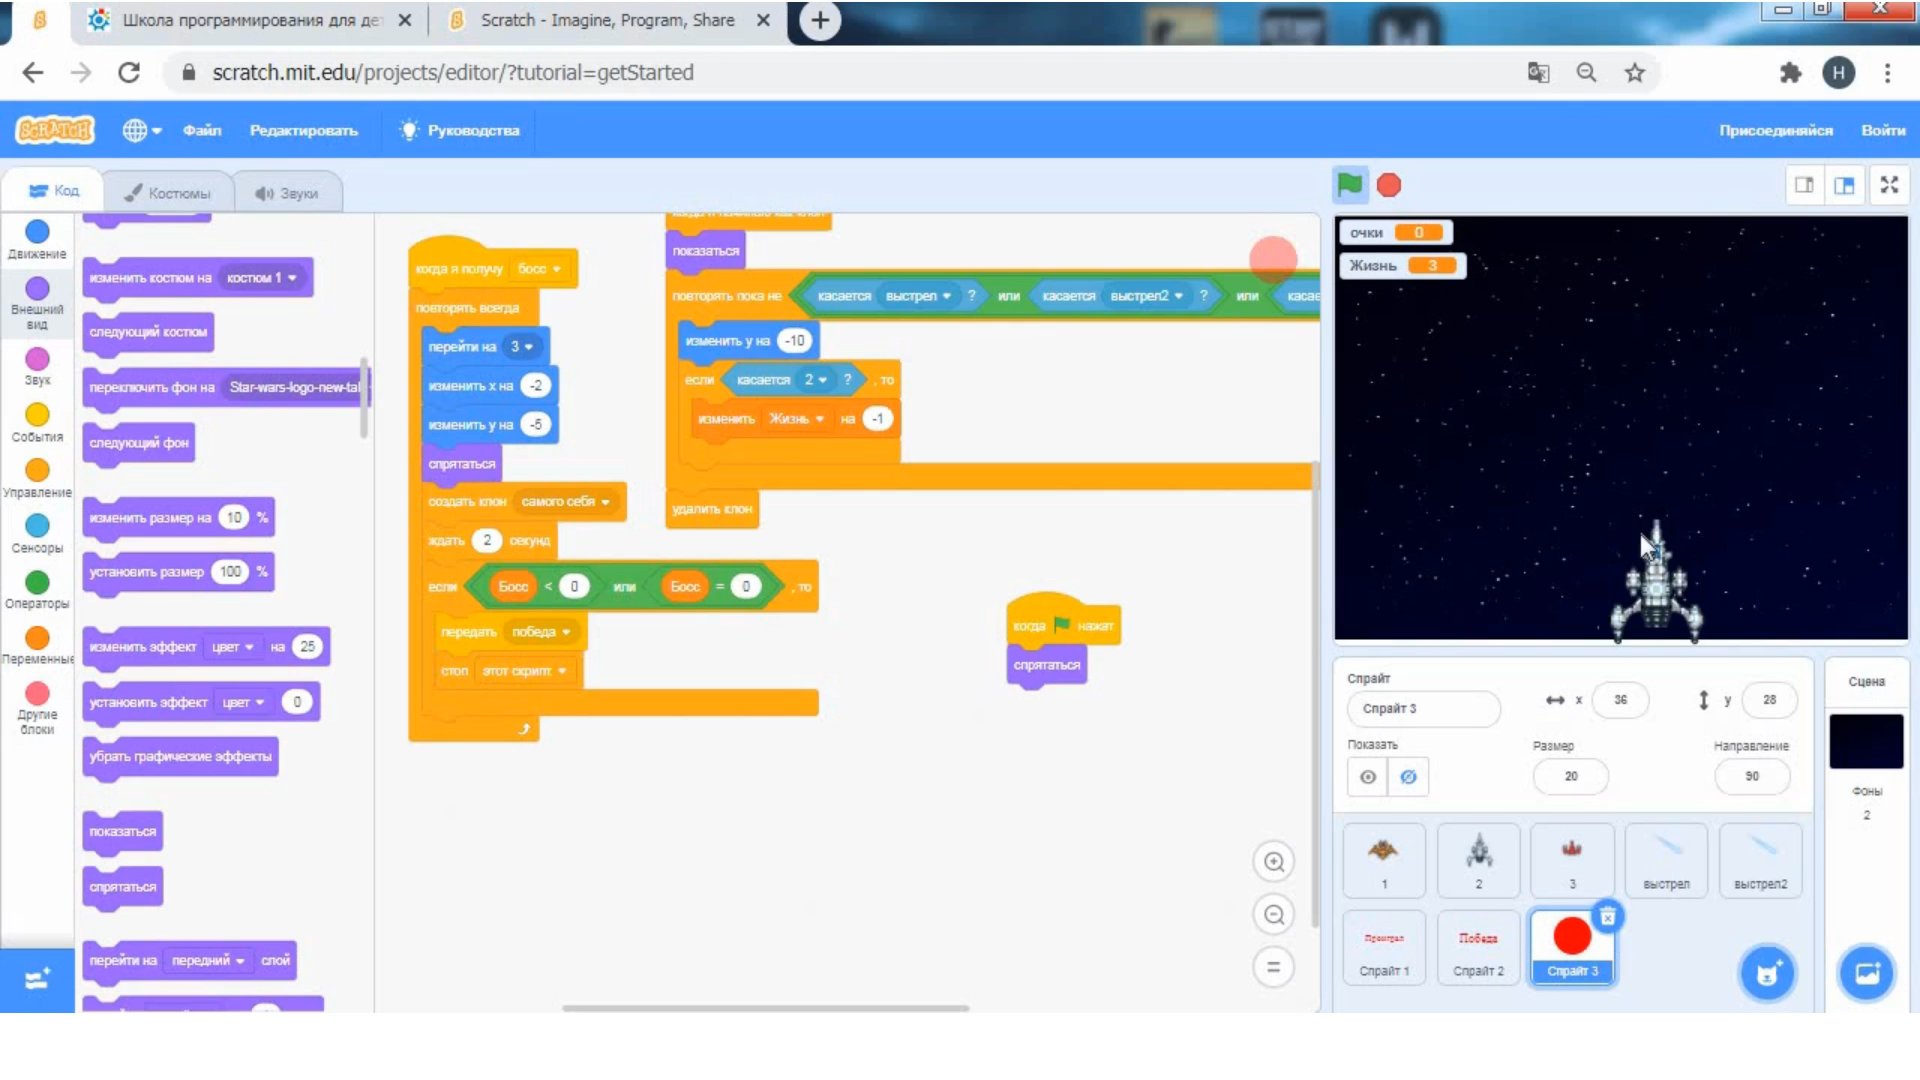 Школа программирования для де
Scratch - Imagine, Program, Share
scratch.mit.edu/projects/editor/?tutorial=getStarted
H
SCRATCH
Файл
Редактировать
Руководства
Присоединяйся
Войти
Код
Костюмы
Звуки
Движение
Внешний
вид
Звук
События
Управление
Сенсоры
Операторы
Переменные
Другие
блоки
изменить костюм на костюм 1
следующий костюм
переключить фон на Star-wars-logo-new-tal
следующий фон
изменить размер на 10 %
установить размер 100 %
изменить эффект цвет на 25
установить эффект цвет 0
убрать графические эффекты
показаться
спрятаться
перейти на передний слой
когда я получу босс
повторять всегда
перейти на 3
изменить x на -2
изменить y на -5
спрятаться
создать клон самого себя
ждать 2 секунд
если Босс < 0 или Босс = 0 , то
передать победа
стоп этот скрипт
показаться
повторять пока не касается выстрел ? или касается выстрел2 ? или касае
изменить y на -10
если касается 2 ? , то
изменить Жизнь на -1
удалить клон
когда нажат
спрятаться
очки 0
Жизнь 3
Спрайт
Спрайт 3
x 36
y 28
Показать
Размер
20
Направление
90
Сцена
Фоны
2
1
2
3
выстрел
выстрел2
Проиграл
Спрайт 1
Победа
Спрайт 2
Спрайт 3